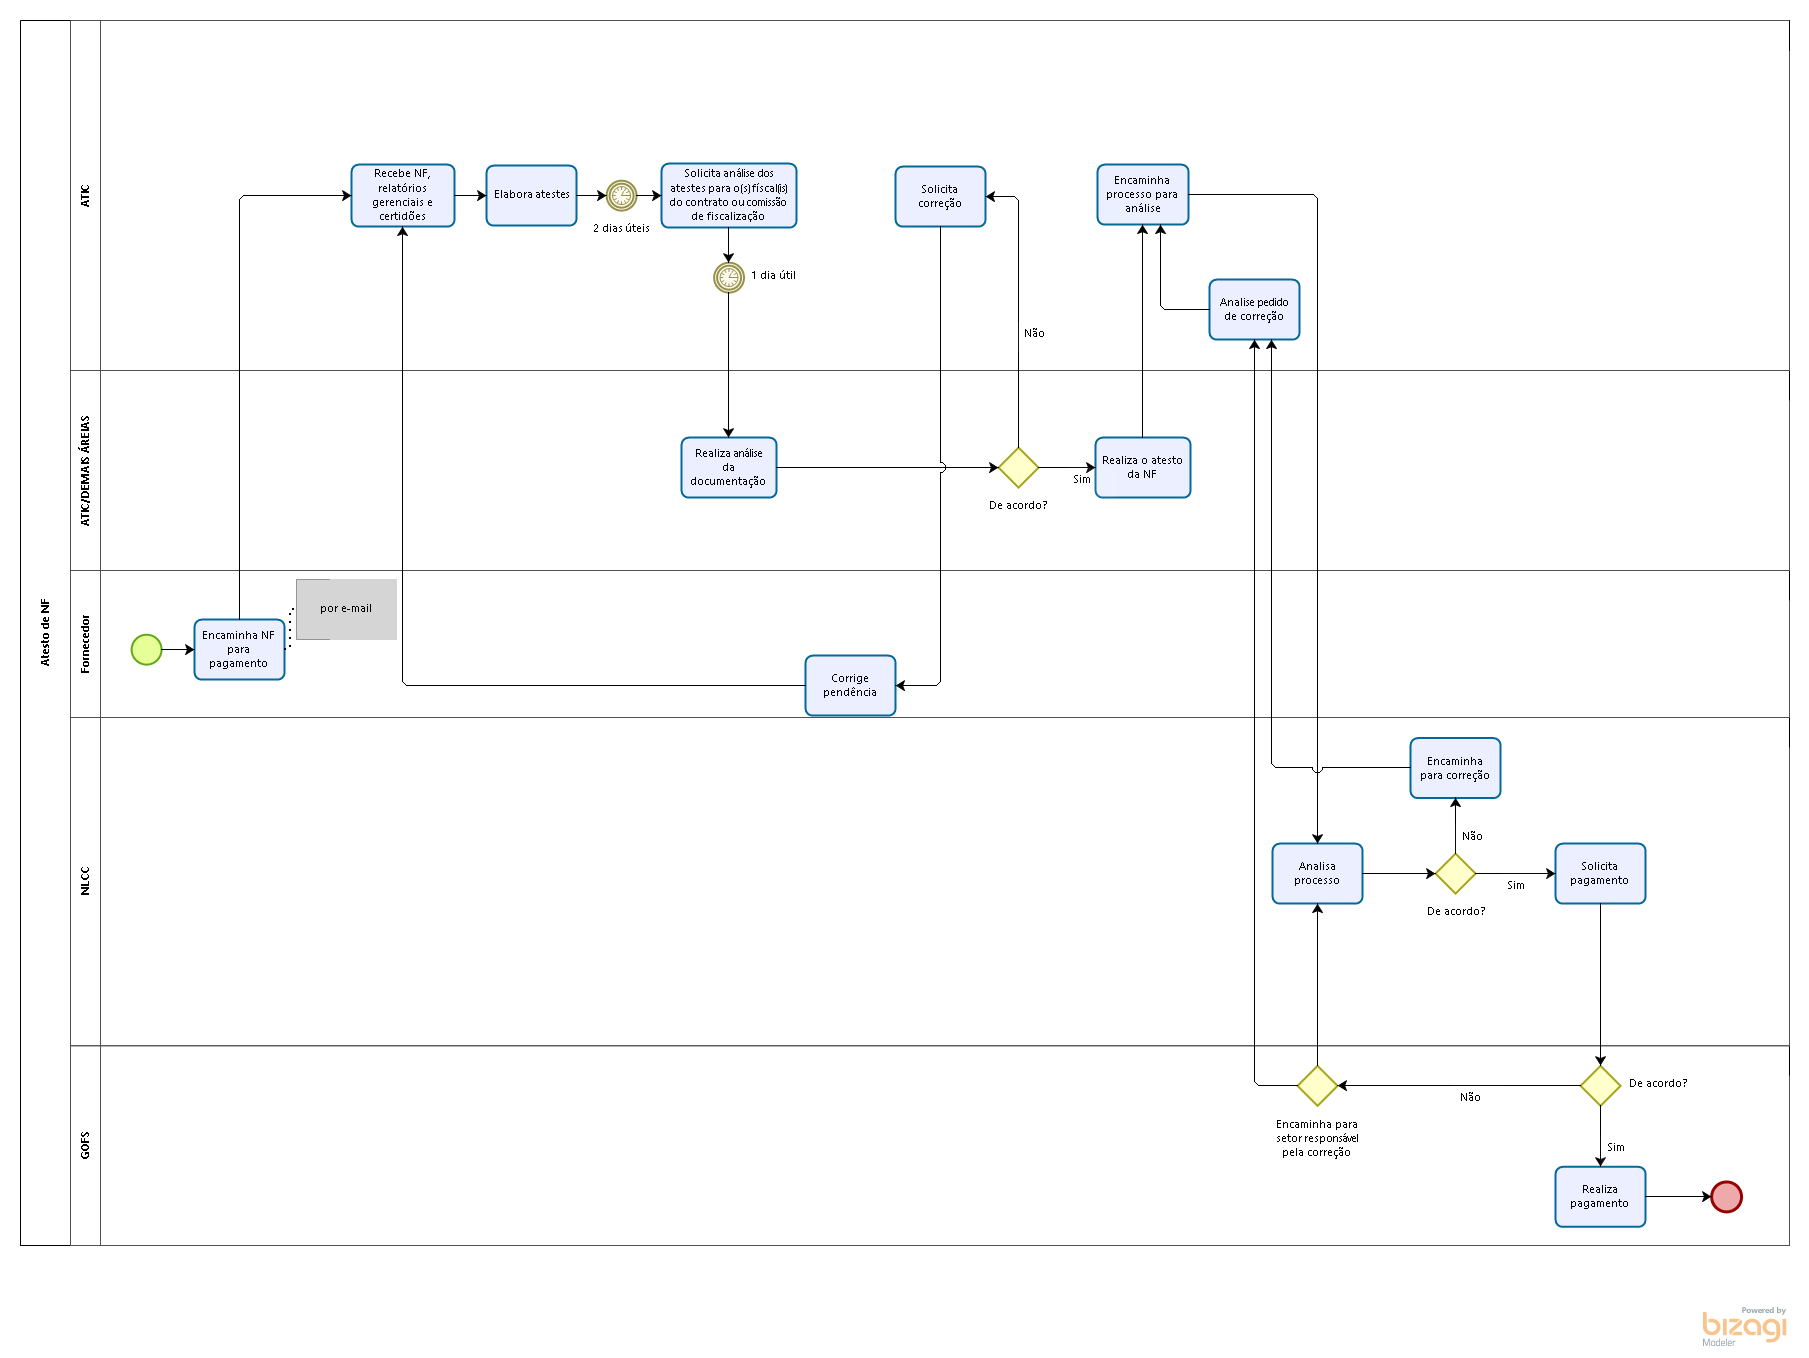 Atesto de NF
ATIC
Recebe NF,
relatórios
gerenciais e
certidões
Elabora atestes
2 dias úteis
Solicita análise dos
atestes para o(s) físcal(is)
do contrato ou comissão
de fiscalização
1 dia útil
Solicita
correção
Não
Encaminha
processo para
análise
Analise pedido
de correção
ATIC/DEMAIS ÁREIAS
Realiza análise
da
documentação
De acordo?
Sim
Realiza o atesto
da NF
Fornecedor
Encaminha NF
para
pagamento
por e-mail
Corrige
pendência
NLCC
Encaminha
para correção
Não
Analisa
processo
De acordo?
Sim
Solicita
pagamento
GOFS
De acordo?
Não
Encaminha para
setor responsável
pela correção
Sim
Realiza
pagamento
Powered by
bizagi
Modeler